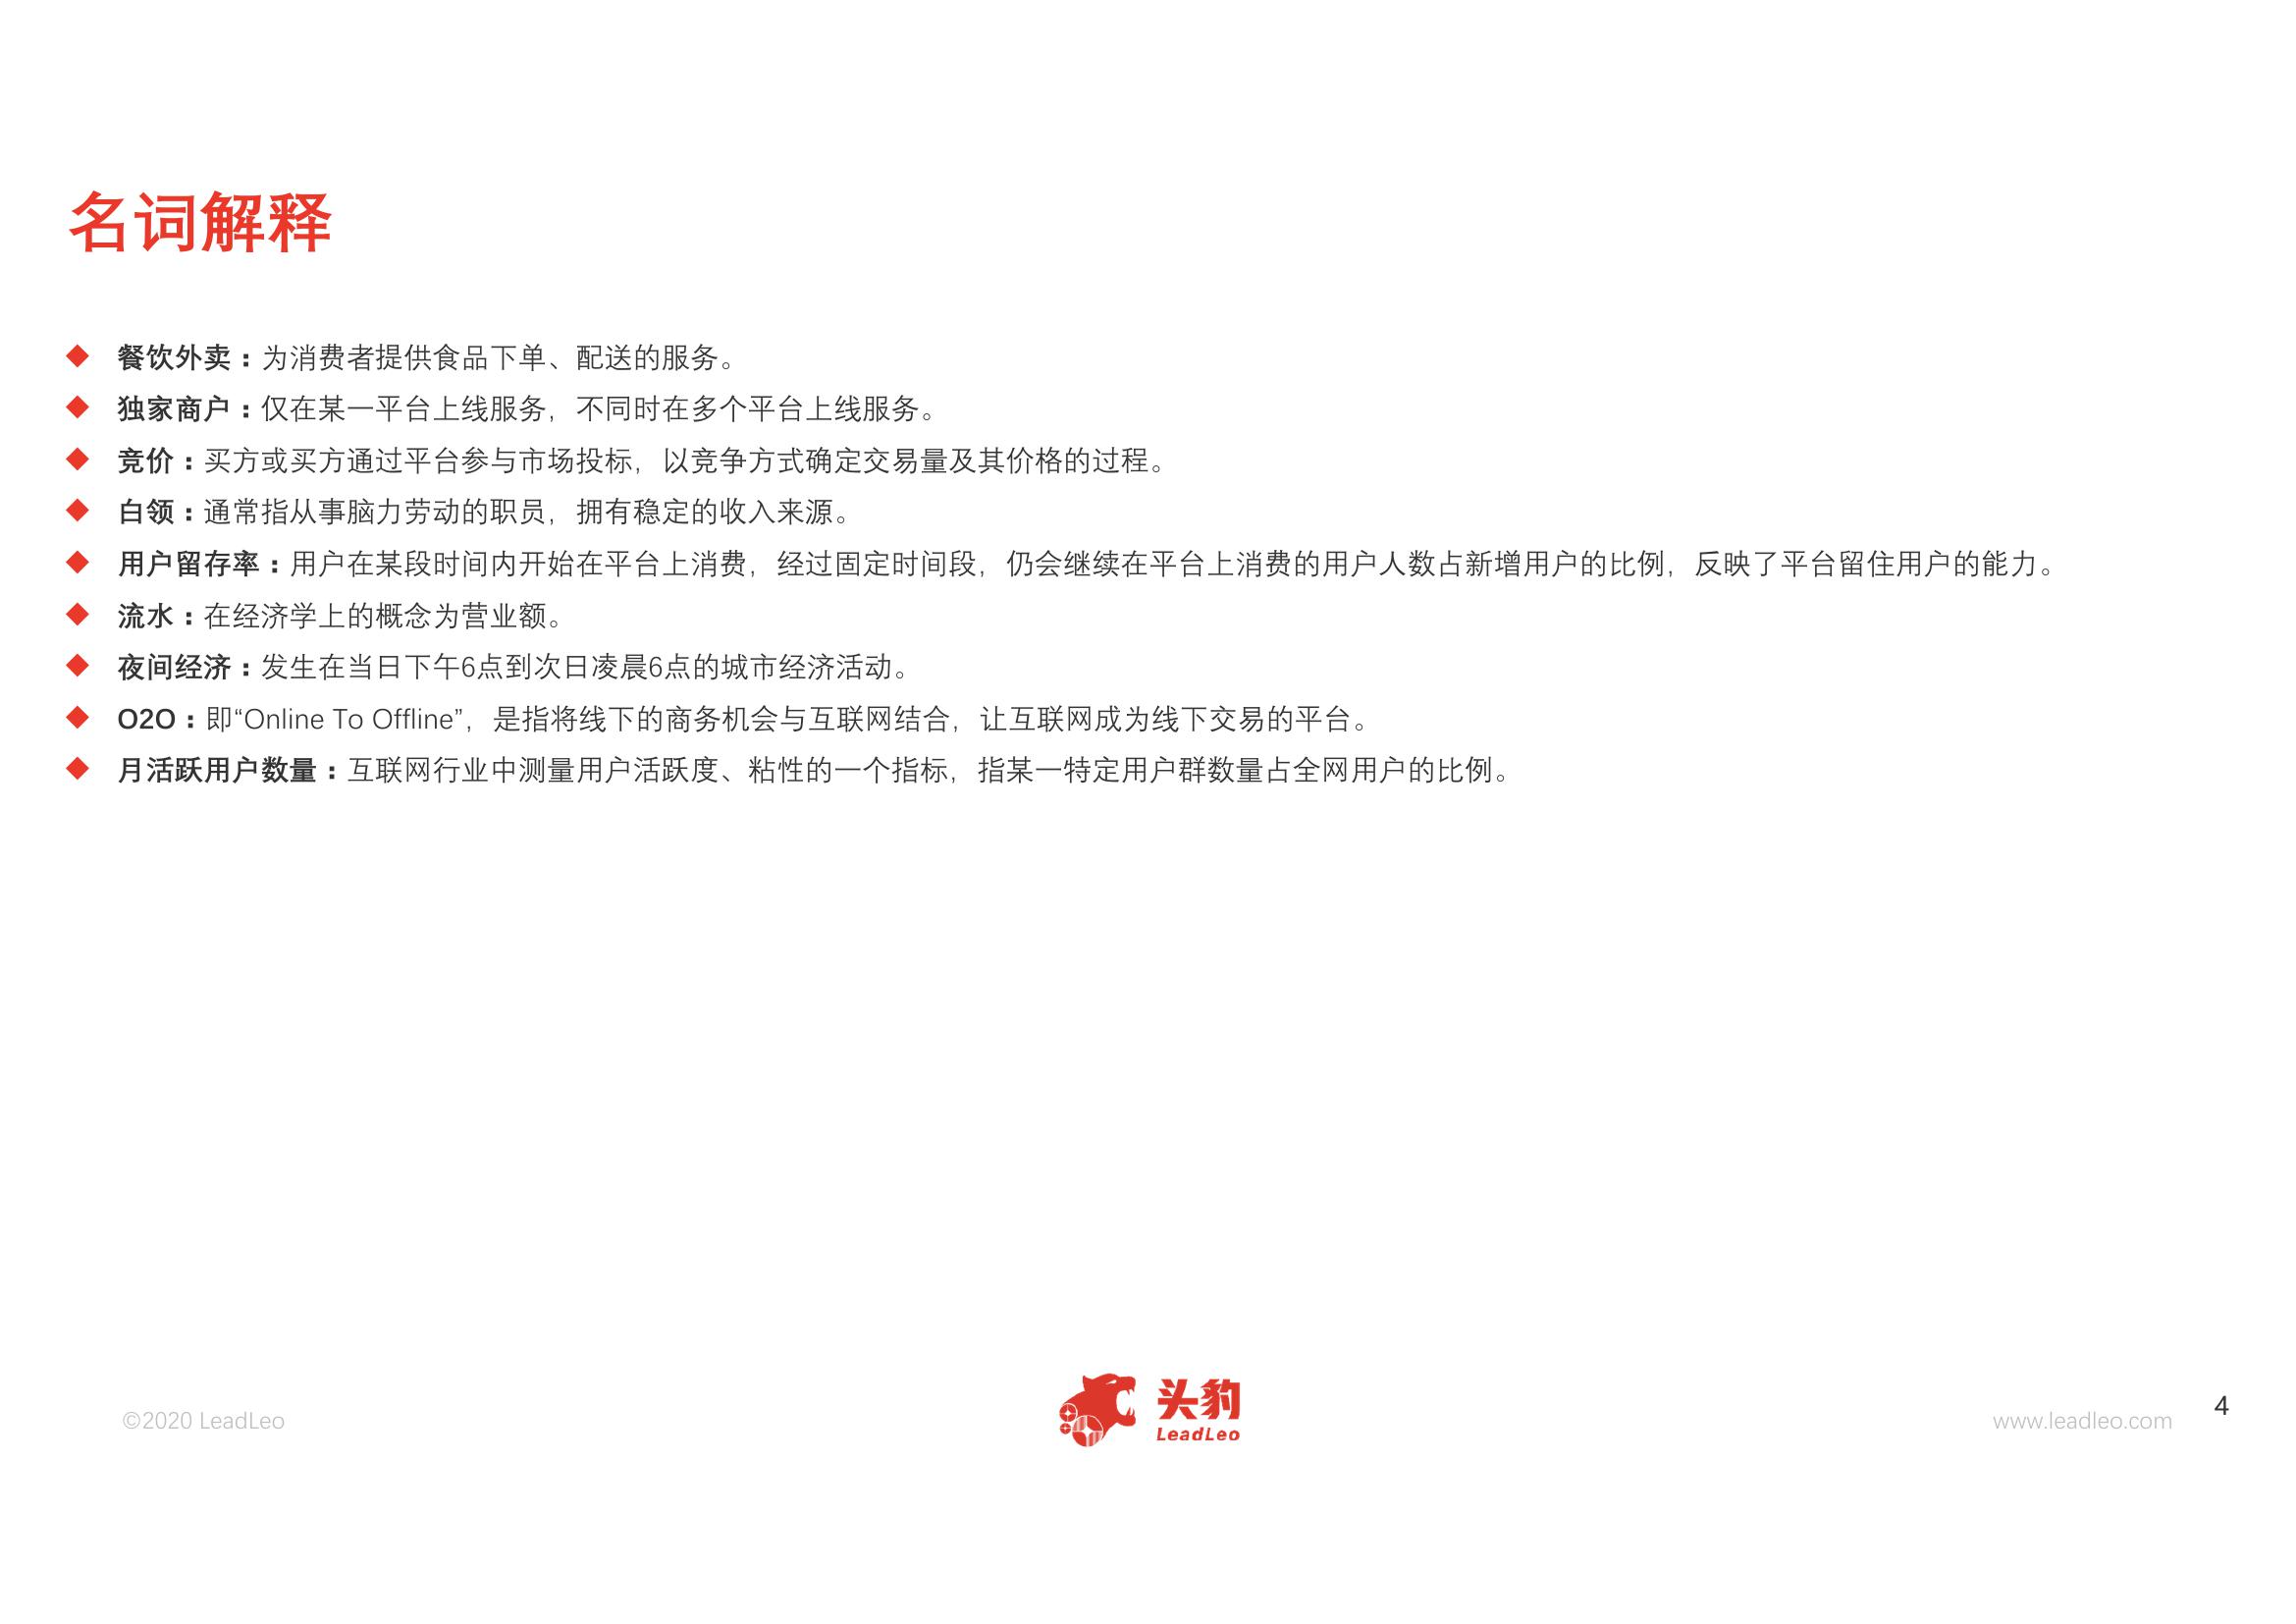 名词解释
餐饮外卖：为消费者提供食品下单、配送的服务。
独家商户：仅在某一平台上线服务，不同时在多个平台上线服务。
竞价：买方或买方通过平台参与市场投标，以竞争方式确定交易量及其价格的过程。
白领：通常指从事脑力劳动的职员，拥有稳定的收入来源。
用户留存率：用户在某段时间内开始在平台上消费，经过固定时间段，仍会继续在平台上消费的用户人数占新增用户的比例，反映了平台留住用户的能力。
流水：在经济学上的概念为营业额。
夜间经济：发生在当日下午6点到次日凌晨6点的城市经济活动。
O2O：即“Online To Offline”，是指将线下的商务机会与互联网结合，让互联网成为线下交易的平台。
月活跃用户数量：互联网行业中测量用户活跃度、粘性的一个指标，指某一特定用户群数量占全网用户的比例。
©2020 LeadLeo
头豹
LeadLeo
www.leadleo.com
4